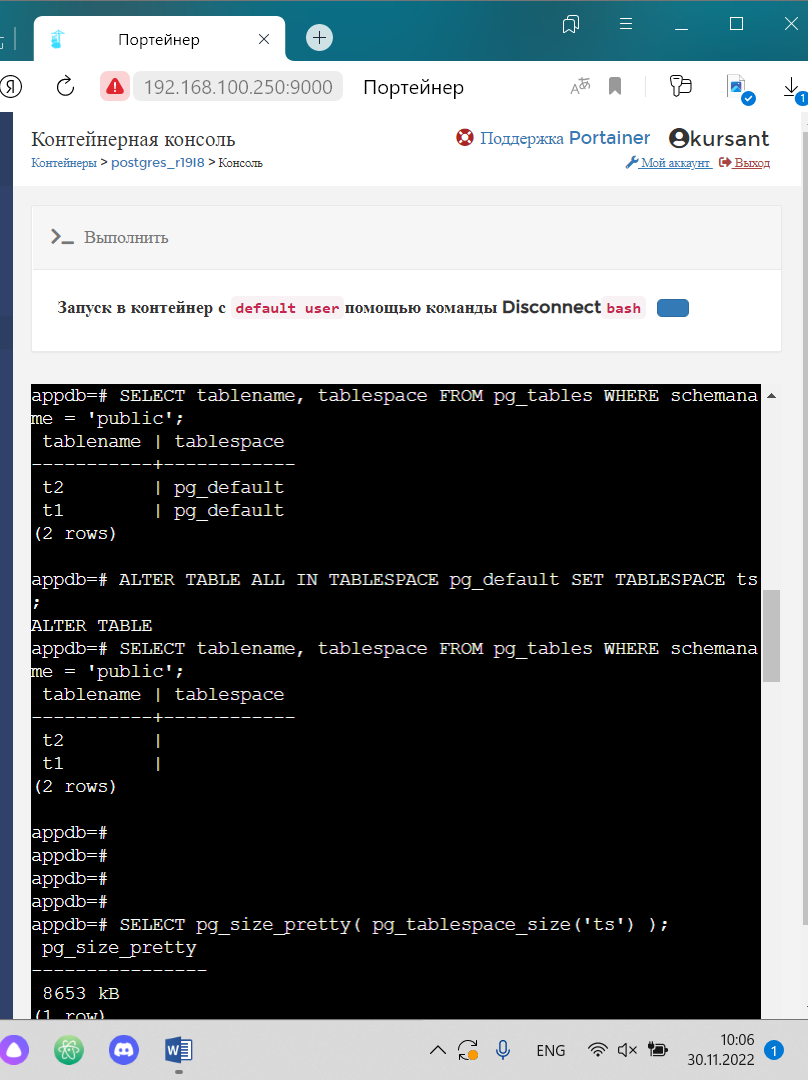 Портейнер
Я
192.168.100.250:9000
Портейнер
Контейнерная консоль
Поддержка Portainer
kursant
Контейнеры > postgres_r19l8 > Консоль
Мой аккаунт
Выход
Выполнить
Запуск в контейнер с default user помощью команды Disconnect bash
appdb=# SELECT tablename, tablespace FROM pg_tables WHERE schemana
me = 'public';
tablename | tablespace
-----------+------------
t2 | pg_default
t1 | pg_default
(2 rows)
appdb=# ALTER TABLE ALL IN TABLESPACE pg_default SET TABLESPACE ts
;
ALTER TABLE
appdb=# SELECT tablename, tablespace FROM pg_tables WHERE schemana
me = 'public';
tablename | tablespace
-----------+------------
t2 |
t1 |
(2 rows)
appdb=#
appdb=#
appdb=#
appdb=#
appdb=# SELECT pg_size_pretty( pg_tablespace_size('ts') );
pg_size_pretty
----------------
8653 kB
(1 row)
ENG
10:06
30.11.2022
1